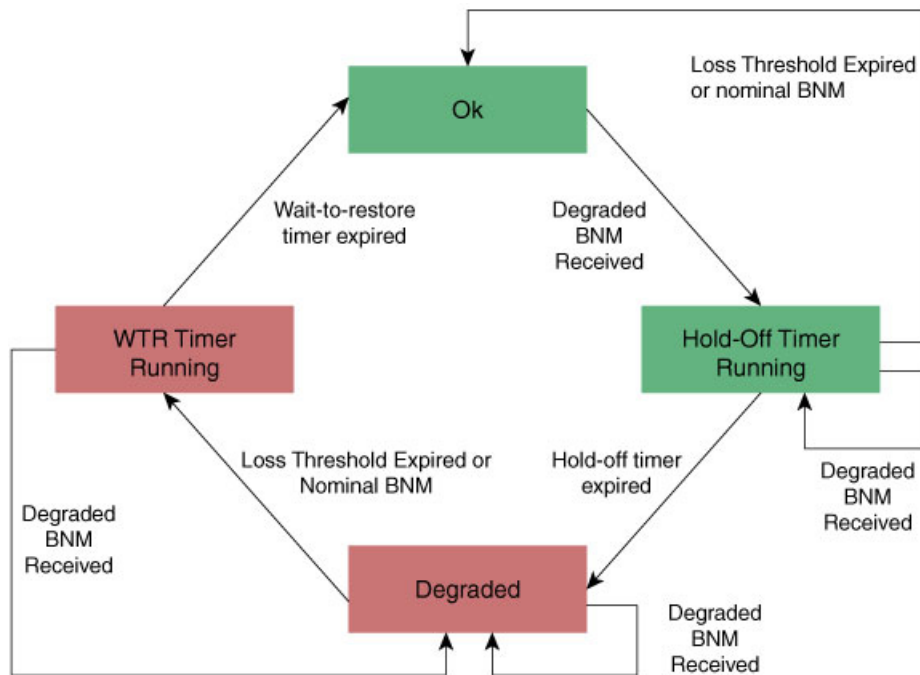 Loss Threshold Expired
or nominal BNM
Ok
Wait-to-restore
timer expired
Degraded
BNM
Received
WTR Timer
Running
Hold-Off Timer
Running
Loss Threshold Expired or
Nominal BNM
Hold-off timer
expired
Degraded
BNM
Received
Degraded
BNM
Received
Degraded
Degraded
BNM
Received